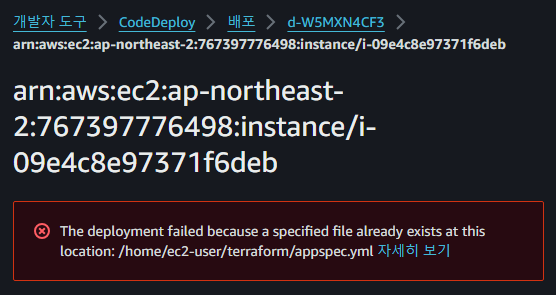 개발자 도구 > CodeDeploy > 배포 > d-W5MXN4CF3 >
arn:aws:ec2:ap-northeast-2:767397776498:instance/i-09e4c8e97371f6deb
arn:aws:ec2:ap-northeast-
2:767397776498:instance/i-
09e4c8e97371f6deb
The deployment failed because a specified file already exists at this
location: /home/ec2-user/terraform/appspec.yml 자세히 보기